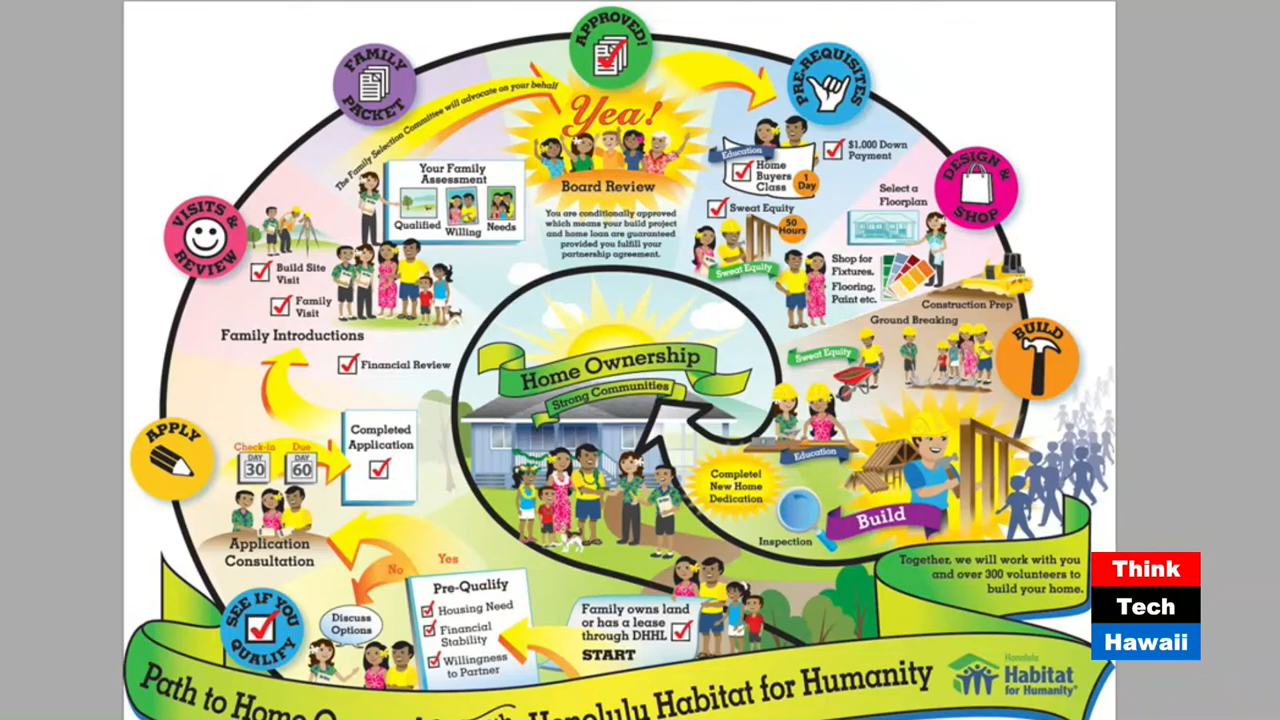 APPROVED!
FAMILY
PACKET
PRE-REQUISITES
The Family Selection Committee will advocate on your behalf
Yea!
Board Review
You are conditionally approved
which means your build project
and home loan are guaranteed
provided you fulfill your
partnership agreement.
Your Family
Assessment
Qualified
Willing
Needs
Education
Home
Buyers
Class
1
Day
$1,000 Down
Payment
Sweat Equity
50
Hours
Sweat Equity
DESIGN &
SHOP
Select a
Floorplan
Shop for
Fixtures.
Flooring.
Paint etc.
Construction Prep
Ground Breaking
VISITS &
REVIEW
Build Site
Visit
Family
Visit
Family Introductions
Financial Review
Home Ownership
Strong Communities
Sweat Equity
BUILD
Education
Build
Complete!
New Home
Dedication
Inspection
Together, we will work with you
and over 300 volunteers to
build your home.
APPLY
Check-in
Due
DAY
30
DAY
60
Completed
Application
Application
Consultation
No
Yes
SEE IF YOU
QUALIFY
Discuss
Options
Pre-Qualify
Housing Need
Financial
Stability
Willingness
to Partner
Family owns land
or has a lease
through DHHL
START
Path to Home
Honolulu Habitat for Humanity
Honolulu
Habitat
for Humanity®
Think
Tech
Hawaii